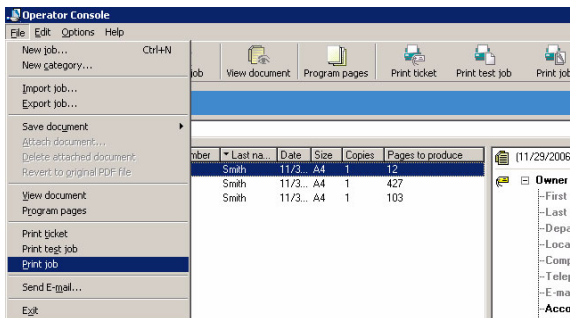 Operator Console
File Edit Options Help
New job... Ctrl+N
New category...
Import job...
Export job...
Save document
Attach document...
Delete attached document
Revert to original PDF file
View document
Program pages
Print ticket
Print test job
Print job
Send E-mail...
Exit
job View document Program pages Print ticket Print test job Print job
mber Last na... Date Size Copies Pages to produce
Smith 11/3... A4 1 12
Smith 11/3... A4 1 427
Smith 11/3... A4 1 103
(11/29/2006
Owner
First
Last
Depa
Loca
Comp
Telep
E-ma
Acco